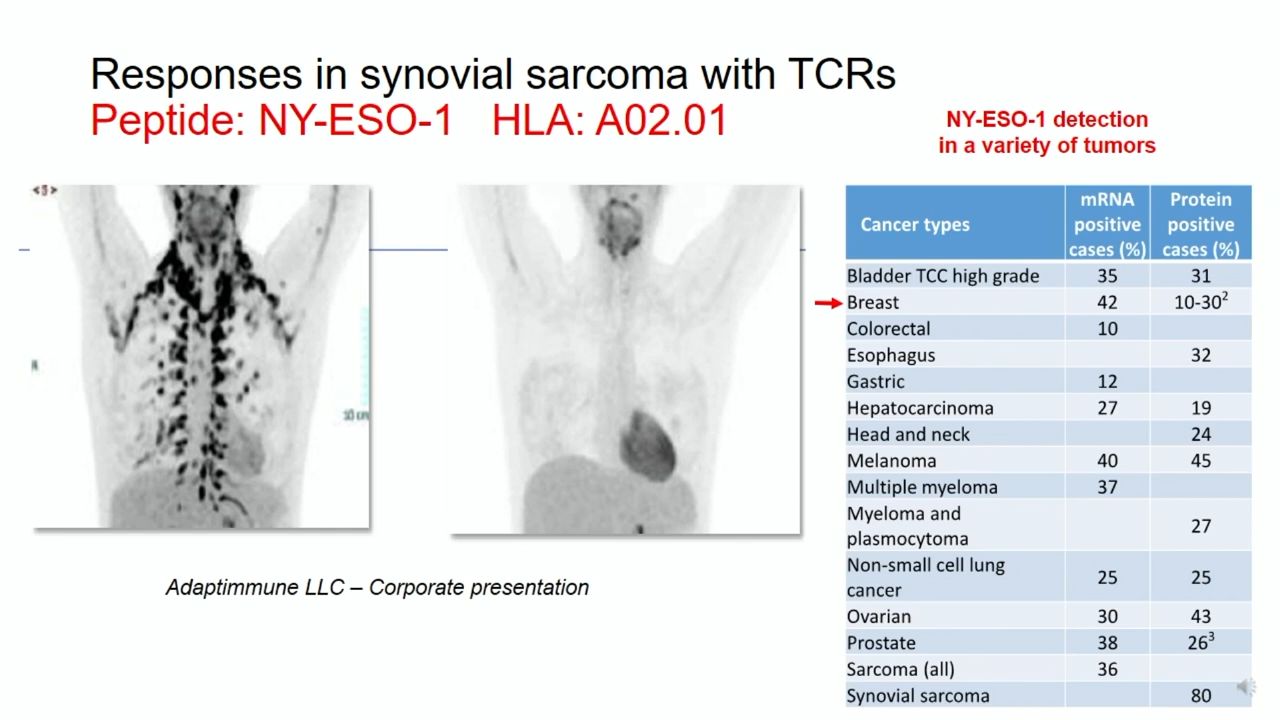 Responses in synovial sarcoma with TCRs
Peptide: NY-ESO-1 HLA: A02.01
NY-ESO-1 detection
in a variety of tumors
Cancer types mRNA positive cases (%) Protein positive cases (%)
Bladder TCC high grade 35 31
Breast 42 10-30²
Colorectal 10
Esophagus 32
Gastric 12
Hepatocarcinoma 27 19
Head and neck 24
Melanoma 40 45
Multiple myeloma 37
Myeloma and
plasmocytoma 27
Non-small cell lung
cancer 25 25
Ovarian 30 43
Prostate 38 26³
Sarcoma (all) 36
Synovial sarcoma 80
Adaptimmune LLC – Corporate presentation